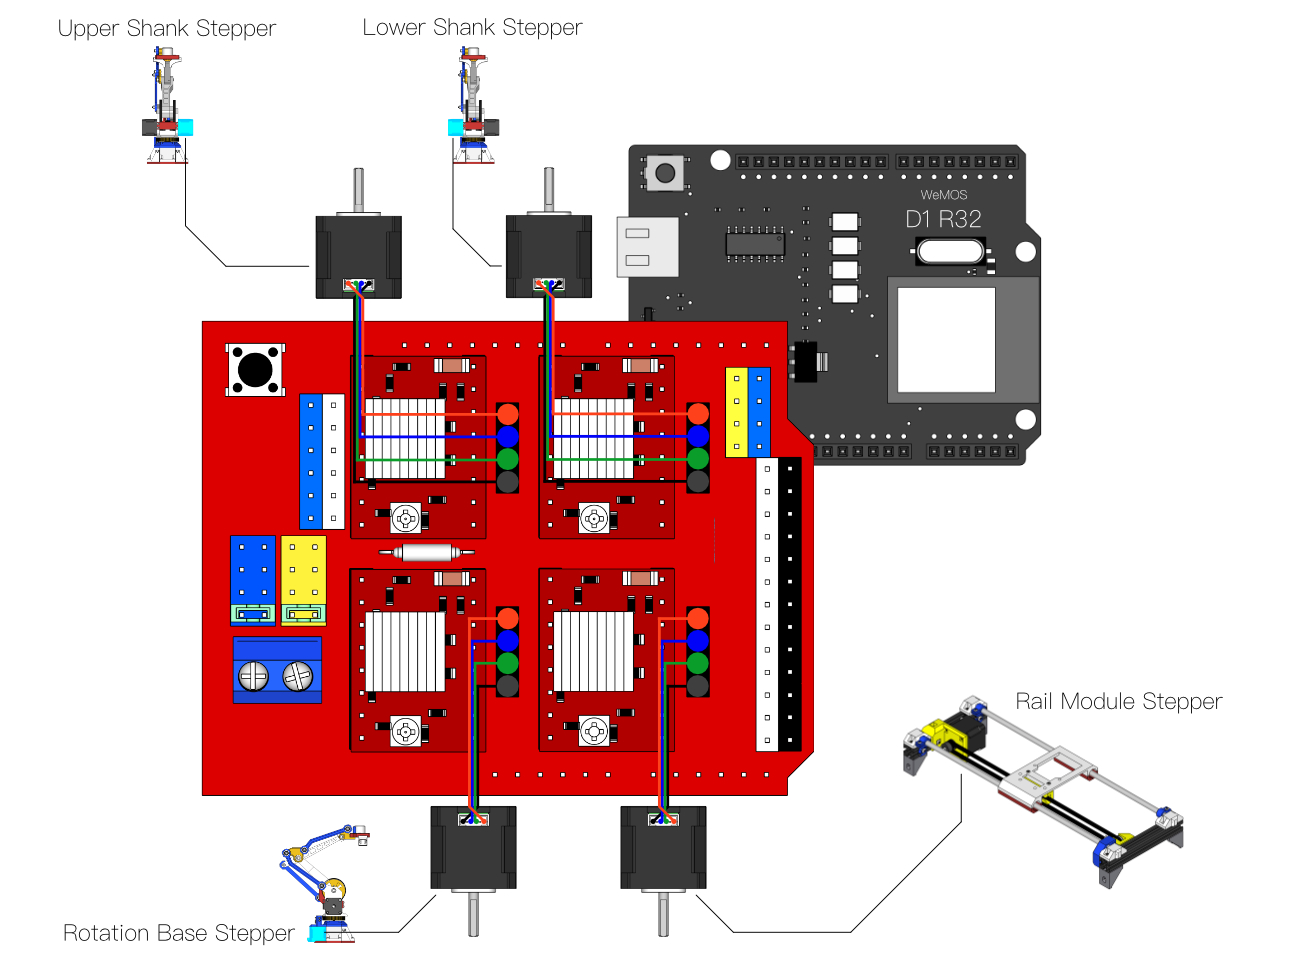 Upper Shank Stepper
Lower Shank Stepper
WeMOS
D1 R32
Rail Module Stepper
Rotation Base Stepper